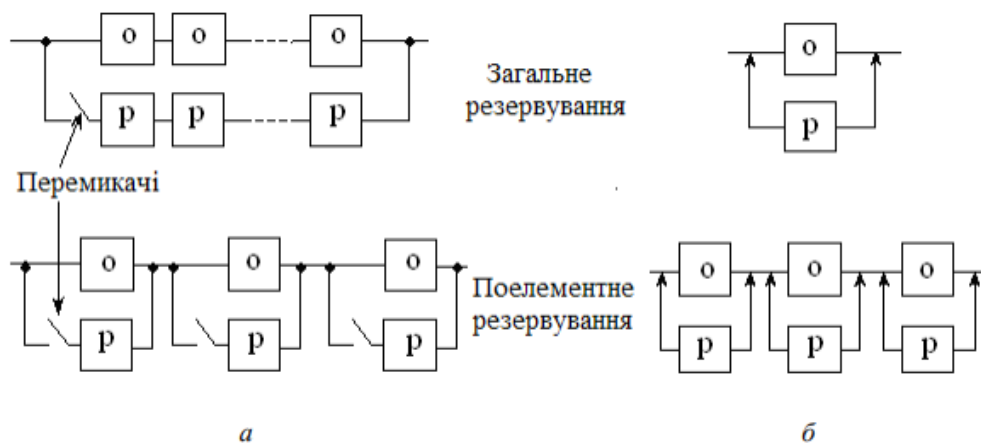 о о о
о
Загальне
резервування
р р р
р
Перемикачі
о о о
о о о
Поелементне
резервування
р р р
р р р
а
б